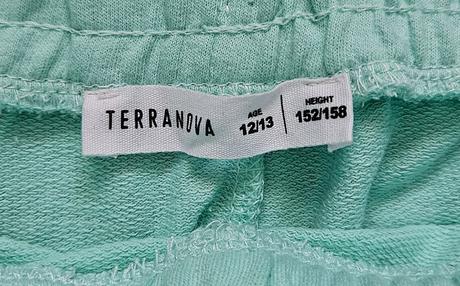 TERRANOVA
AGE
12/13
HEIGHT
152/158